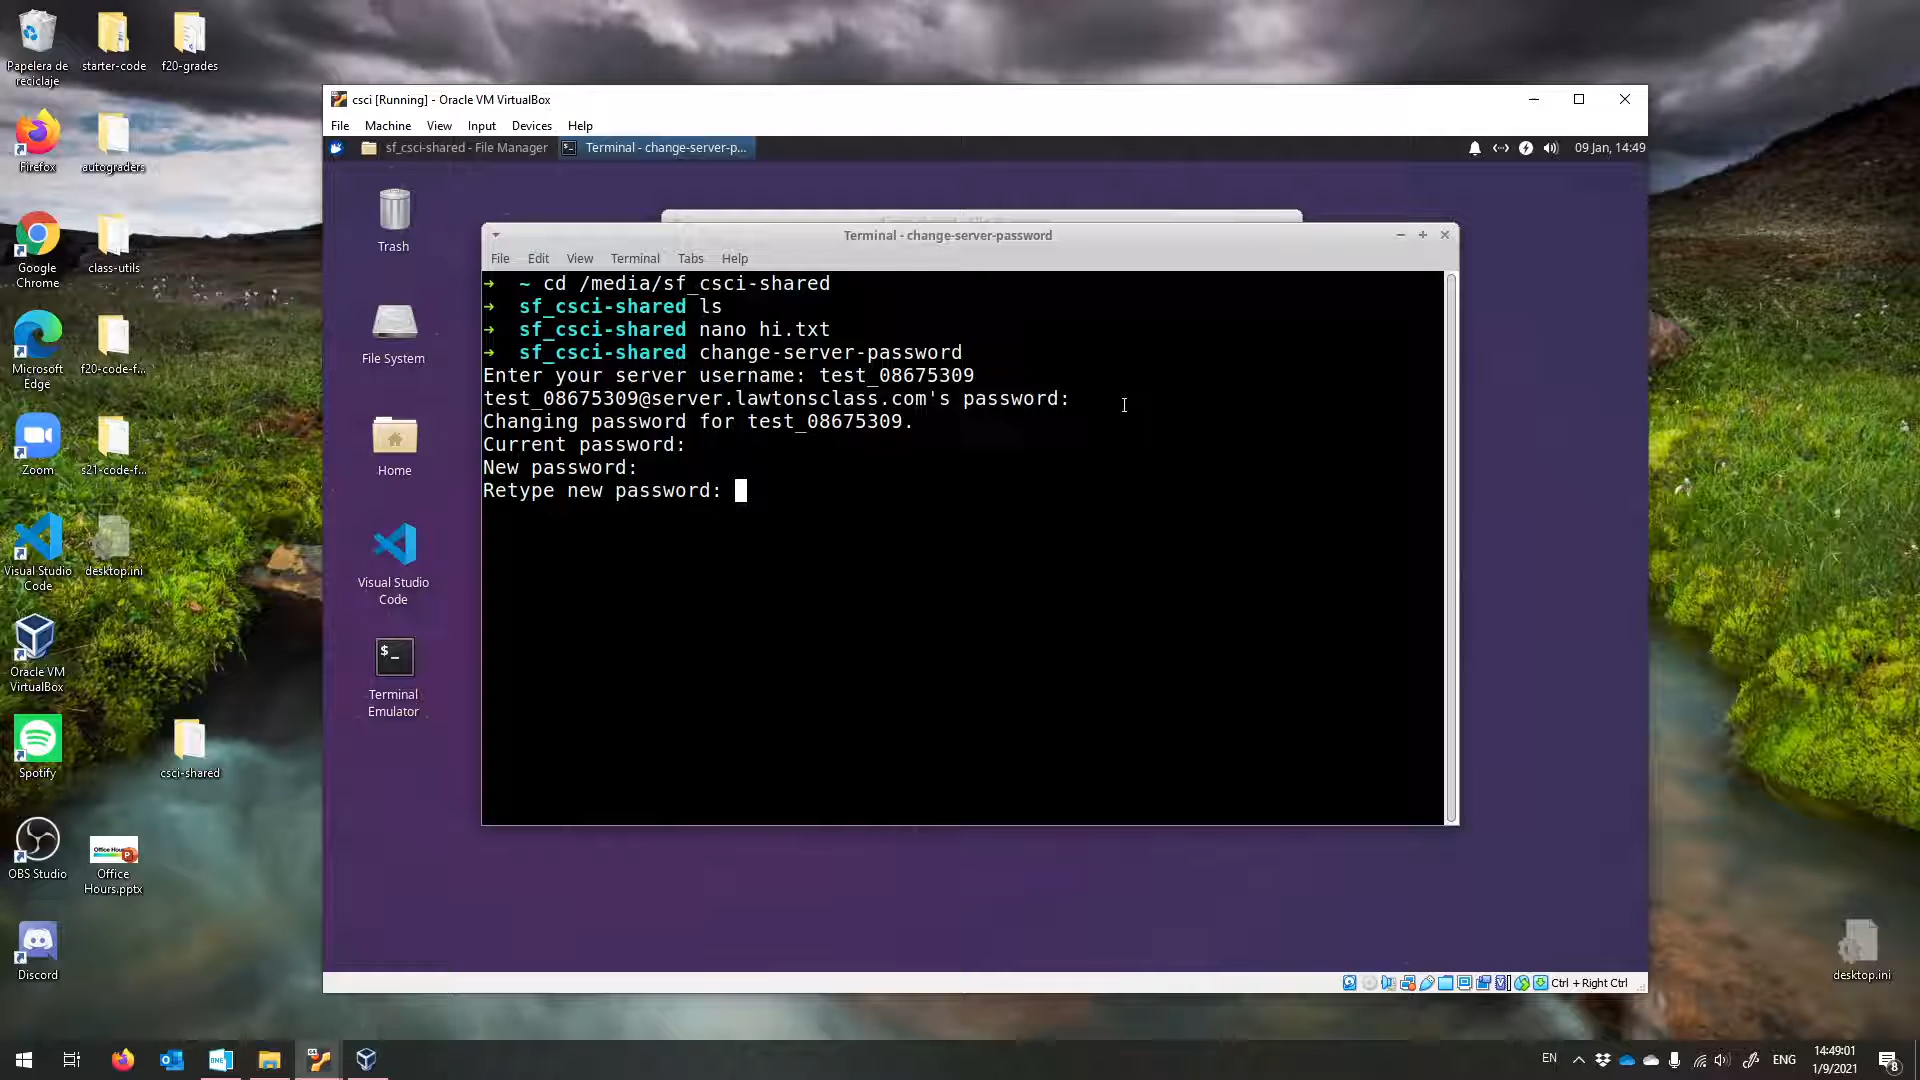 Papelera de
reciclaje
starter-code
f20-grades
Firefox
autograders
Google
Chrome
class-utils
Microsoft
Edge
f20-code-f...
Zoom
s21-code-f...
Visual Studio
Code
desktop.ini
Oracle VM
VirtualBox
Spotify
csci-shared
OBS Studio
Office
Hours.pptx
Discord
csci [Running] - Oracle VM VirtualBox
File Machine View Input Devices Help
sf_csci-shared - File Manager
Terminal - change-server-p...
09 Jan, 14:49
Trash
File System
Home
Visual Studio
Code
$_
Terminal
Emulator
Terminal - change-server-password
File Edit View Terminal Tabs Help
➜ ~ cd /media/sf_csci-shared
➜ sf_csci-shared ls
➜ sf_csci-shared nano hi.txt
➜ sf_csci-shared change-server-password
Enter your server username: test_08675309
test_08675309@server.lawtonsclass.com's password:
Changing password for test_08675309.
Current password:
New password:
Retype new password:
Ctrl + Right Ctrl
desktop.ini
EN
ENG
14:49:01
1/9/2021
8